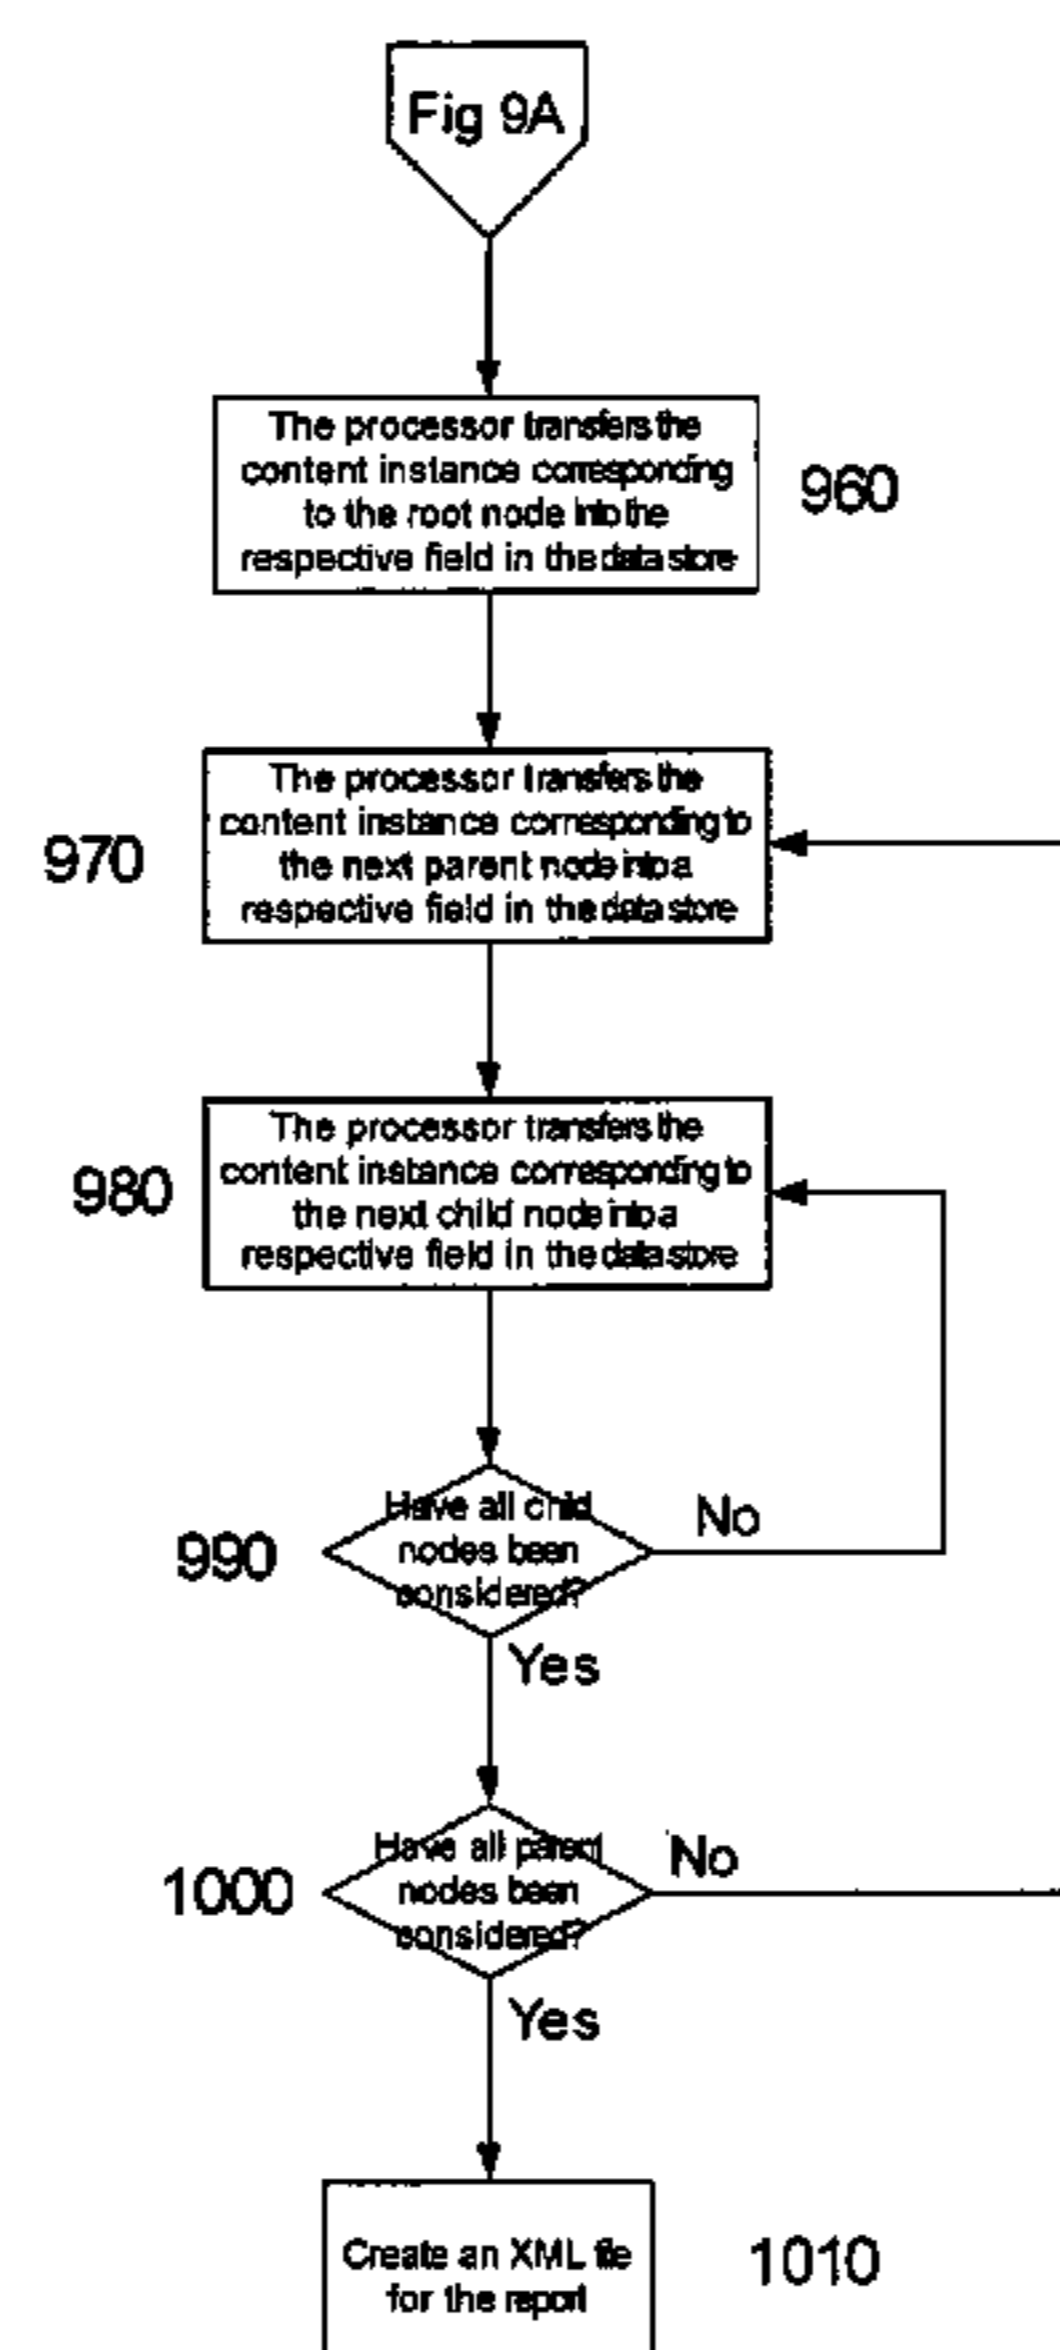 Fig 9A
The processor transfers the
content instance corresponding
to the root node into the
respective field in the data store
960
The processor transfers the
content instance corresponding to
the next parent node into a
respective field in the data store
970
The processor transfers the
content instance corresponding to
the next child node into a
respective field in the data store
980
Have all child
nodes been
considered?
990
No
Yes
Have all parent
nodes been
considered?
1000
No
Yes
Create an XML file
for the report
1010